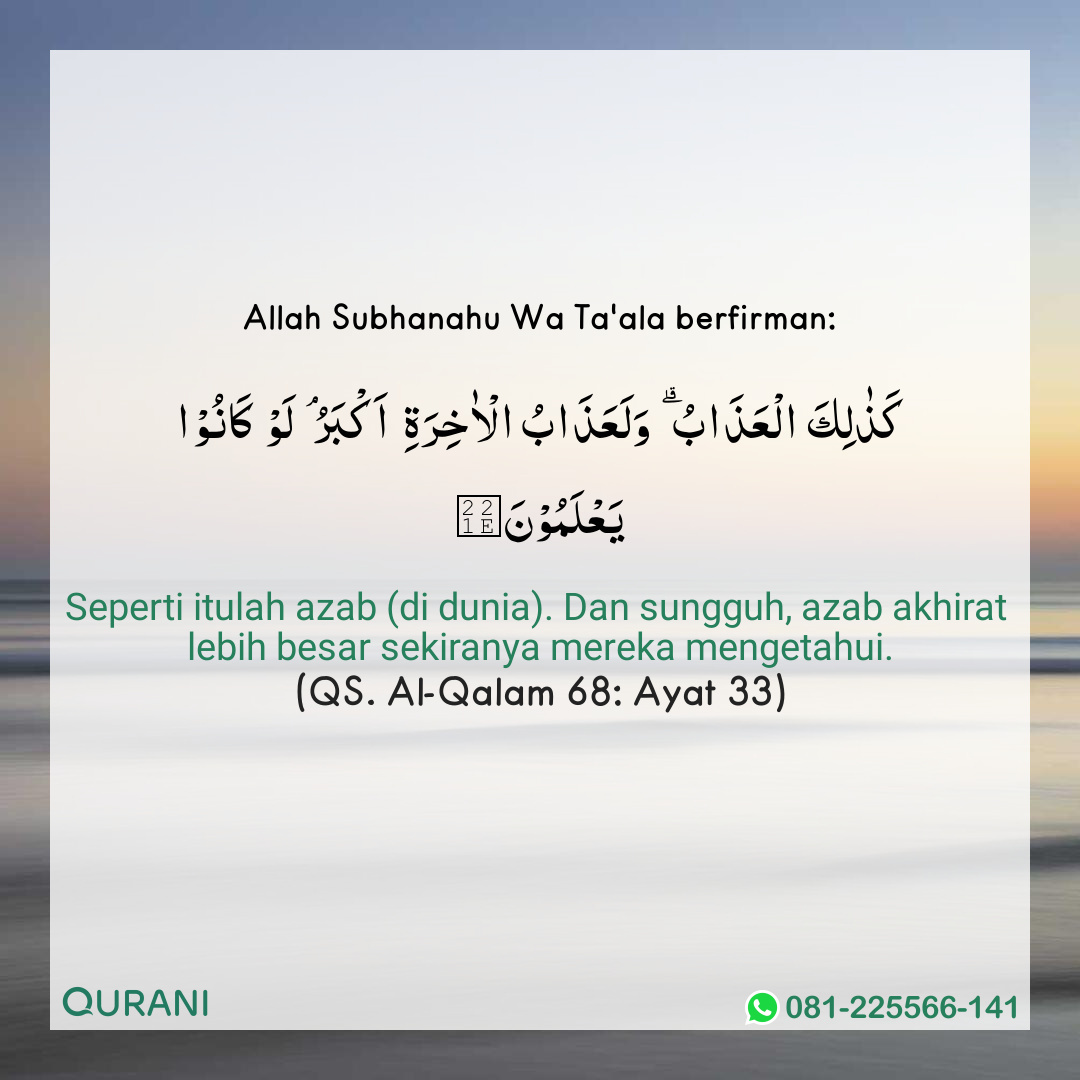 Allah Subhanahu Wa Ta'ala berfirman:
كَذٰلِكَ الْعَذَابُ ۗ وَلَعَذَابُ الْاٰخِرَةِ اَكْبَرُ ۘ لَوْ كَانُوْا
يَعْلَمُوْنَ
Seperti itulah azab (di dunia). Dan sungguh, azab akhirat
lebih besar sekiranya mereka mengetahui.
(QS. Al-Qalam 68: Ayat 33)
QURANI
081-225566-141